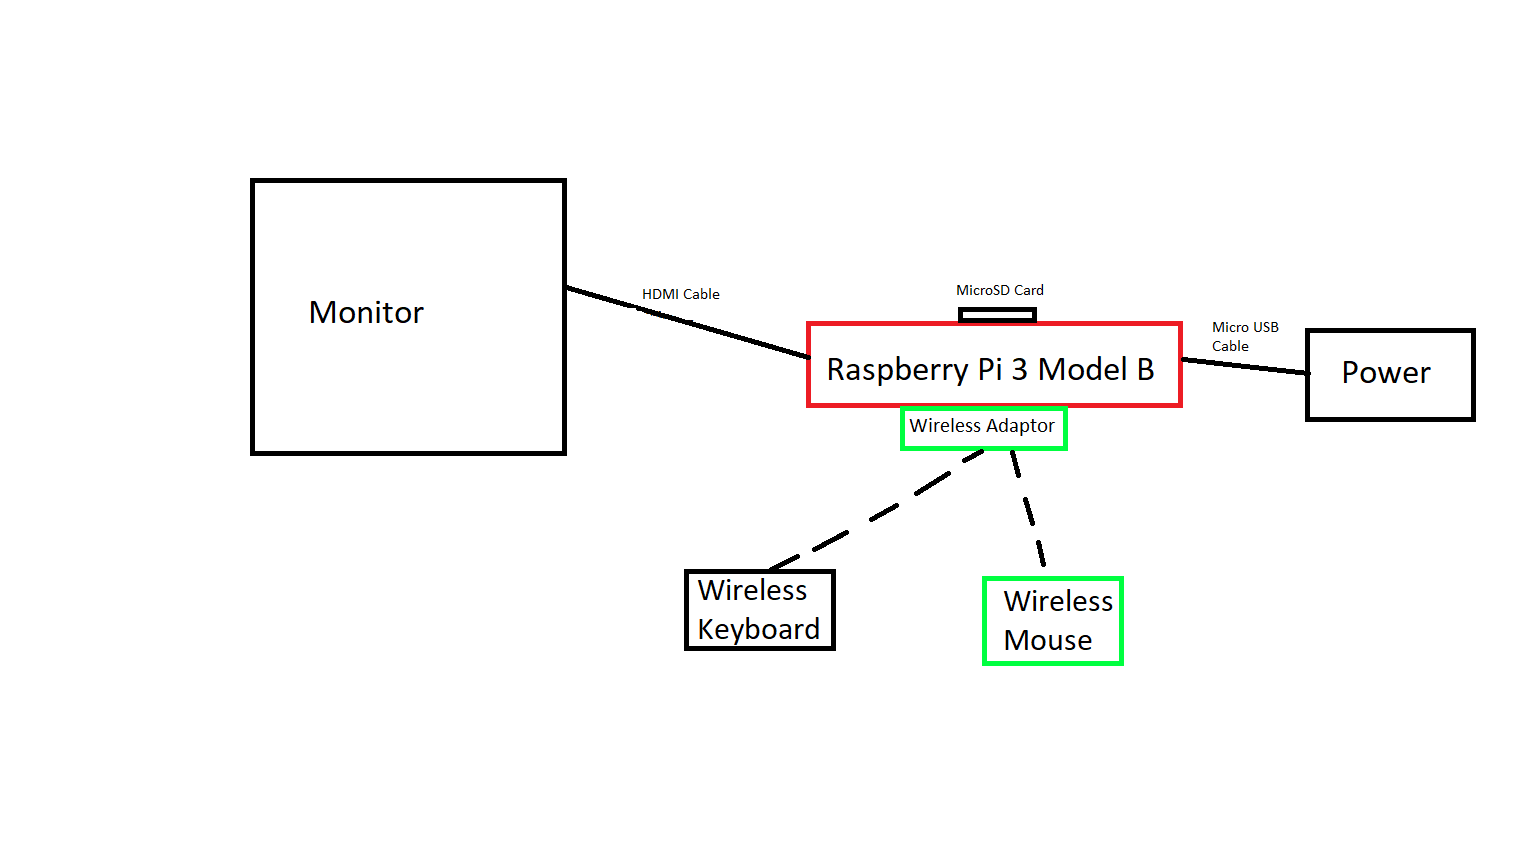 Monitor
HDMI Cable
MicroSD Card
Raspberry Pi 3 Model B
Micro USB
Cable
Power
Wireless Adaptor
Wireless
Keyboard
Wireless
Mouse